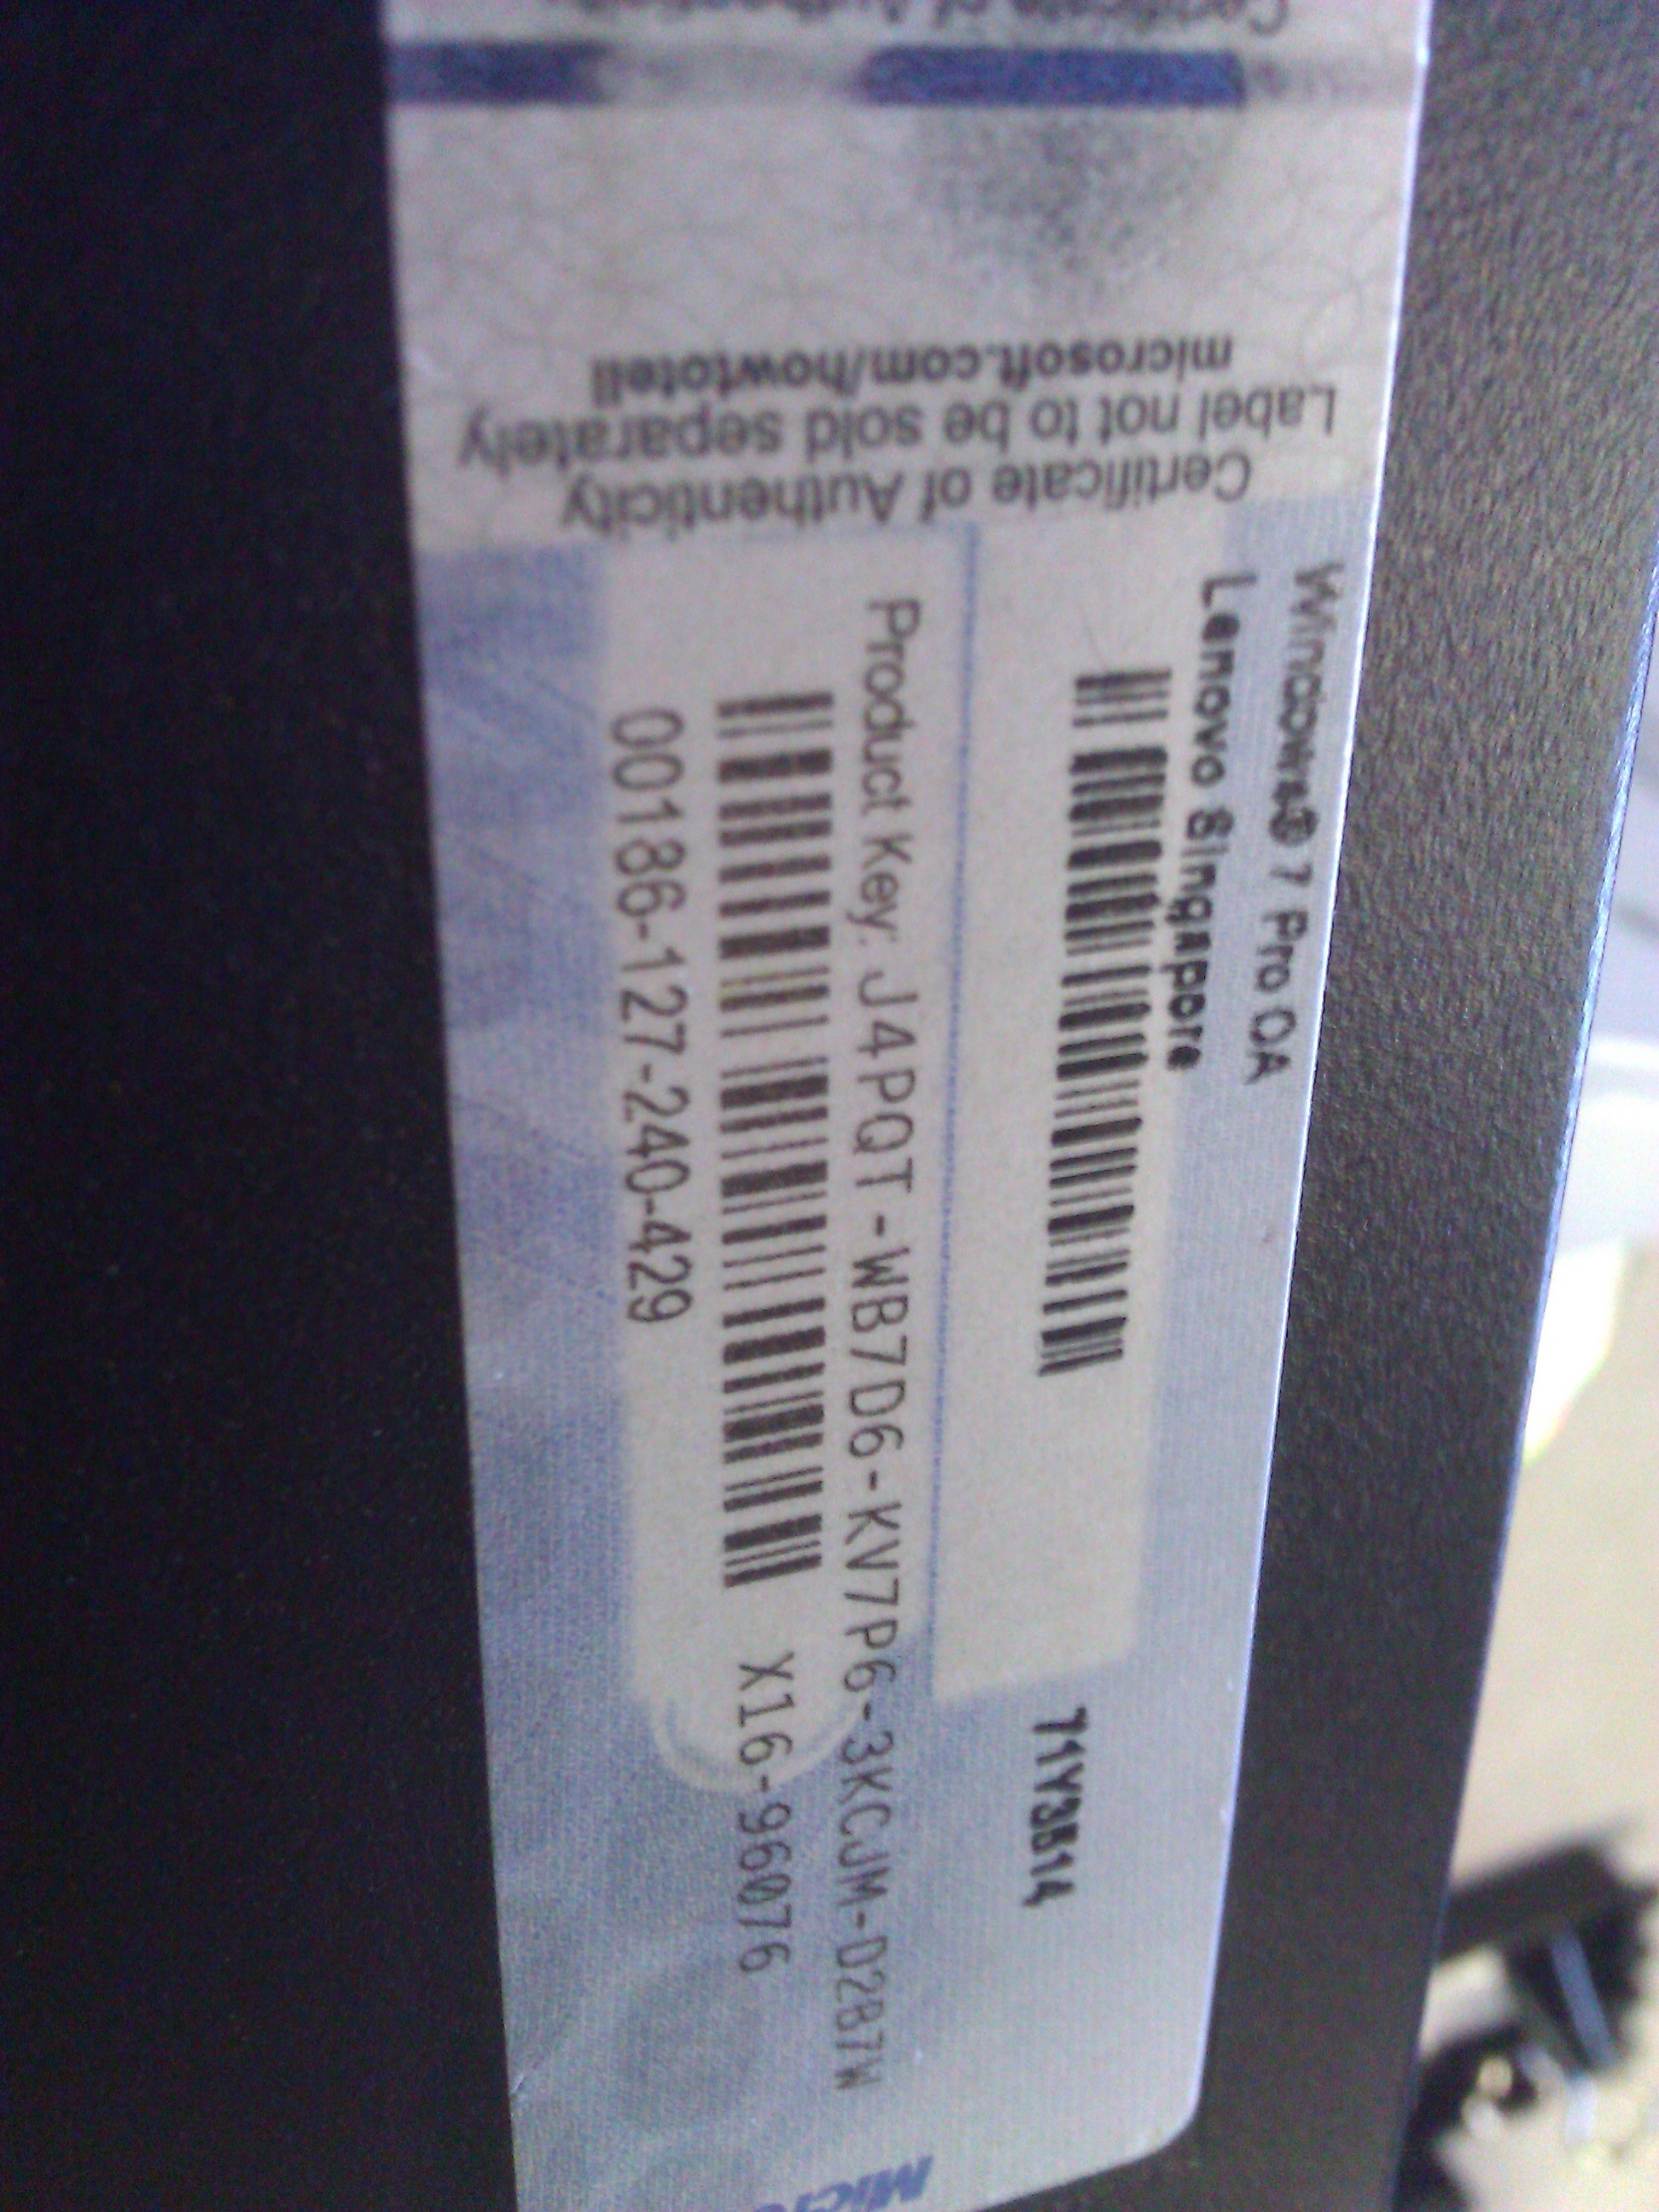 Certificate of Authenticity
Label not to be sold separately
microsoft.com/howtotell
Windows® 7 Pro OA
Lenovo Singapore
71Y3514
Product Key: J4PQT-WB7D6-KV7P6-3KCJM-D2B7W
X16-96076
00186-127-240-429